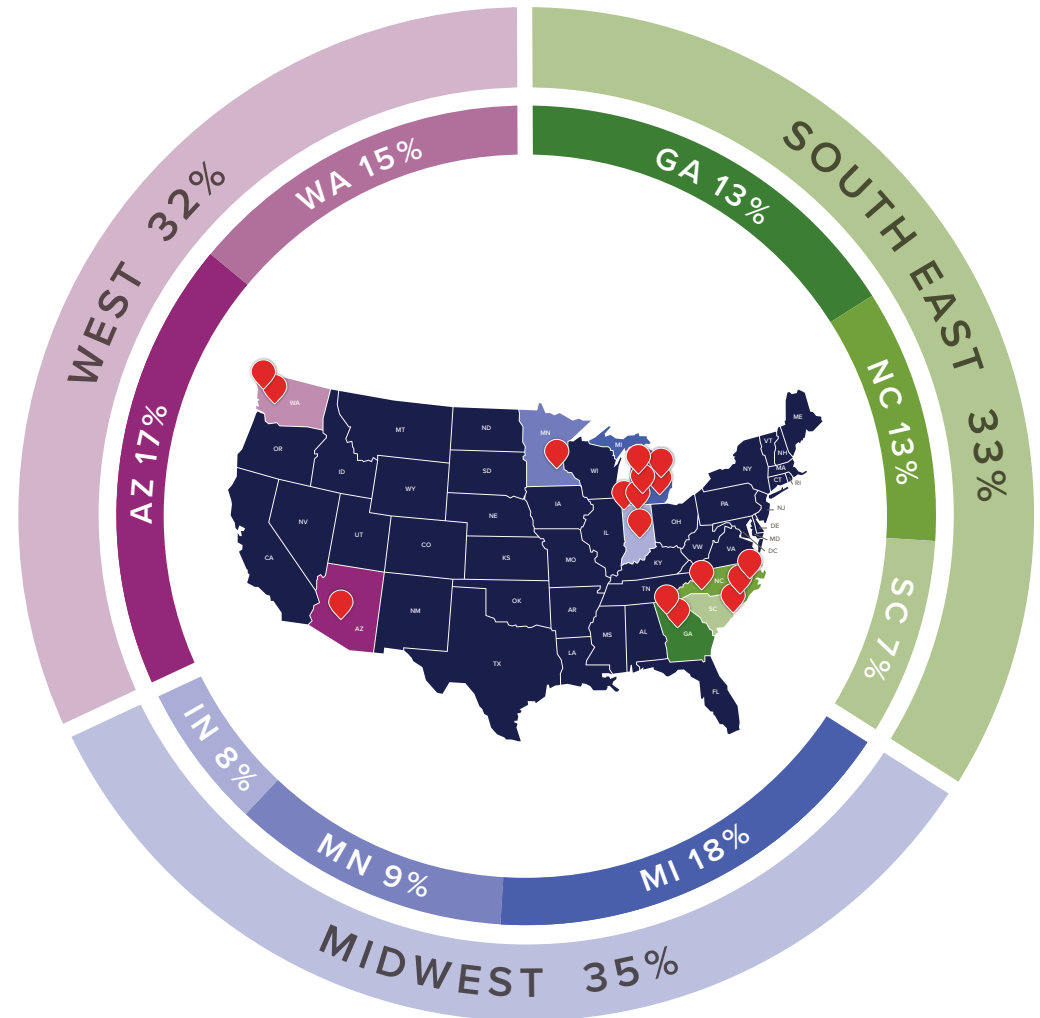 WEST 32%
SOUTH EAST 33%
MIDWEST 35%
WA 15%
GA 13%
NC 13%
SC 7%
MI 18%
MN 9%
IN 8%
AZ 17%
WA
OR
CA
NV
ID
MT
WY
UT
CO
AZ
NM
ND
SD
NE
KS
OK
TX
MN
IA
MO
AR
LA
WI
IL
MI
OH
KY
TN
MS
AL
GA
FL
SC
NC
VA
VW
PA
NY
VT
NH
ME
MA
CT
RI
NJ
DE
MD
DC